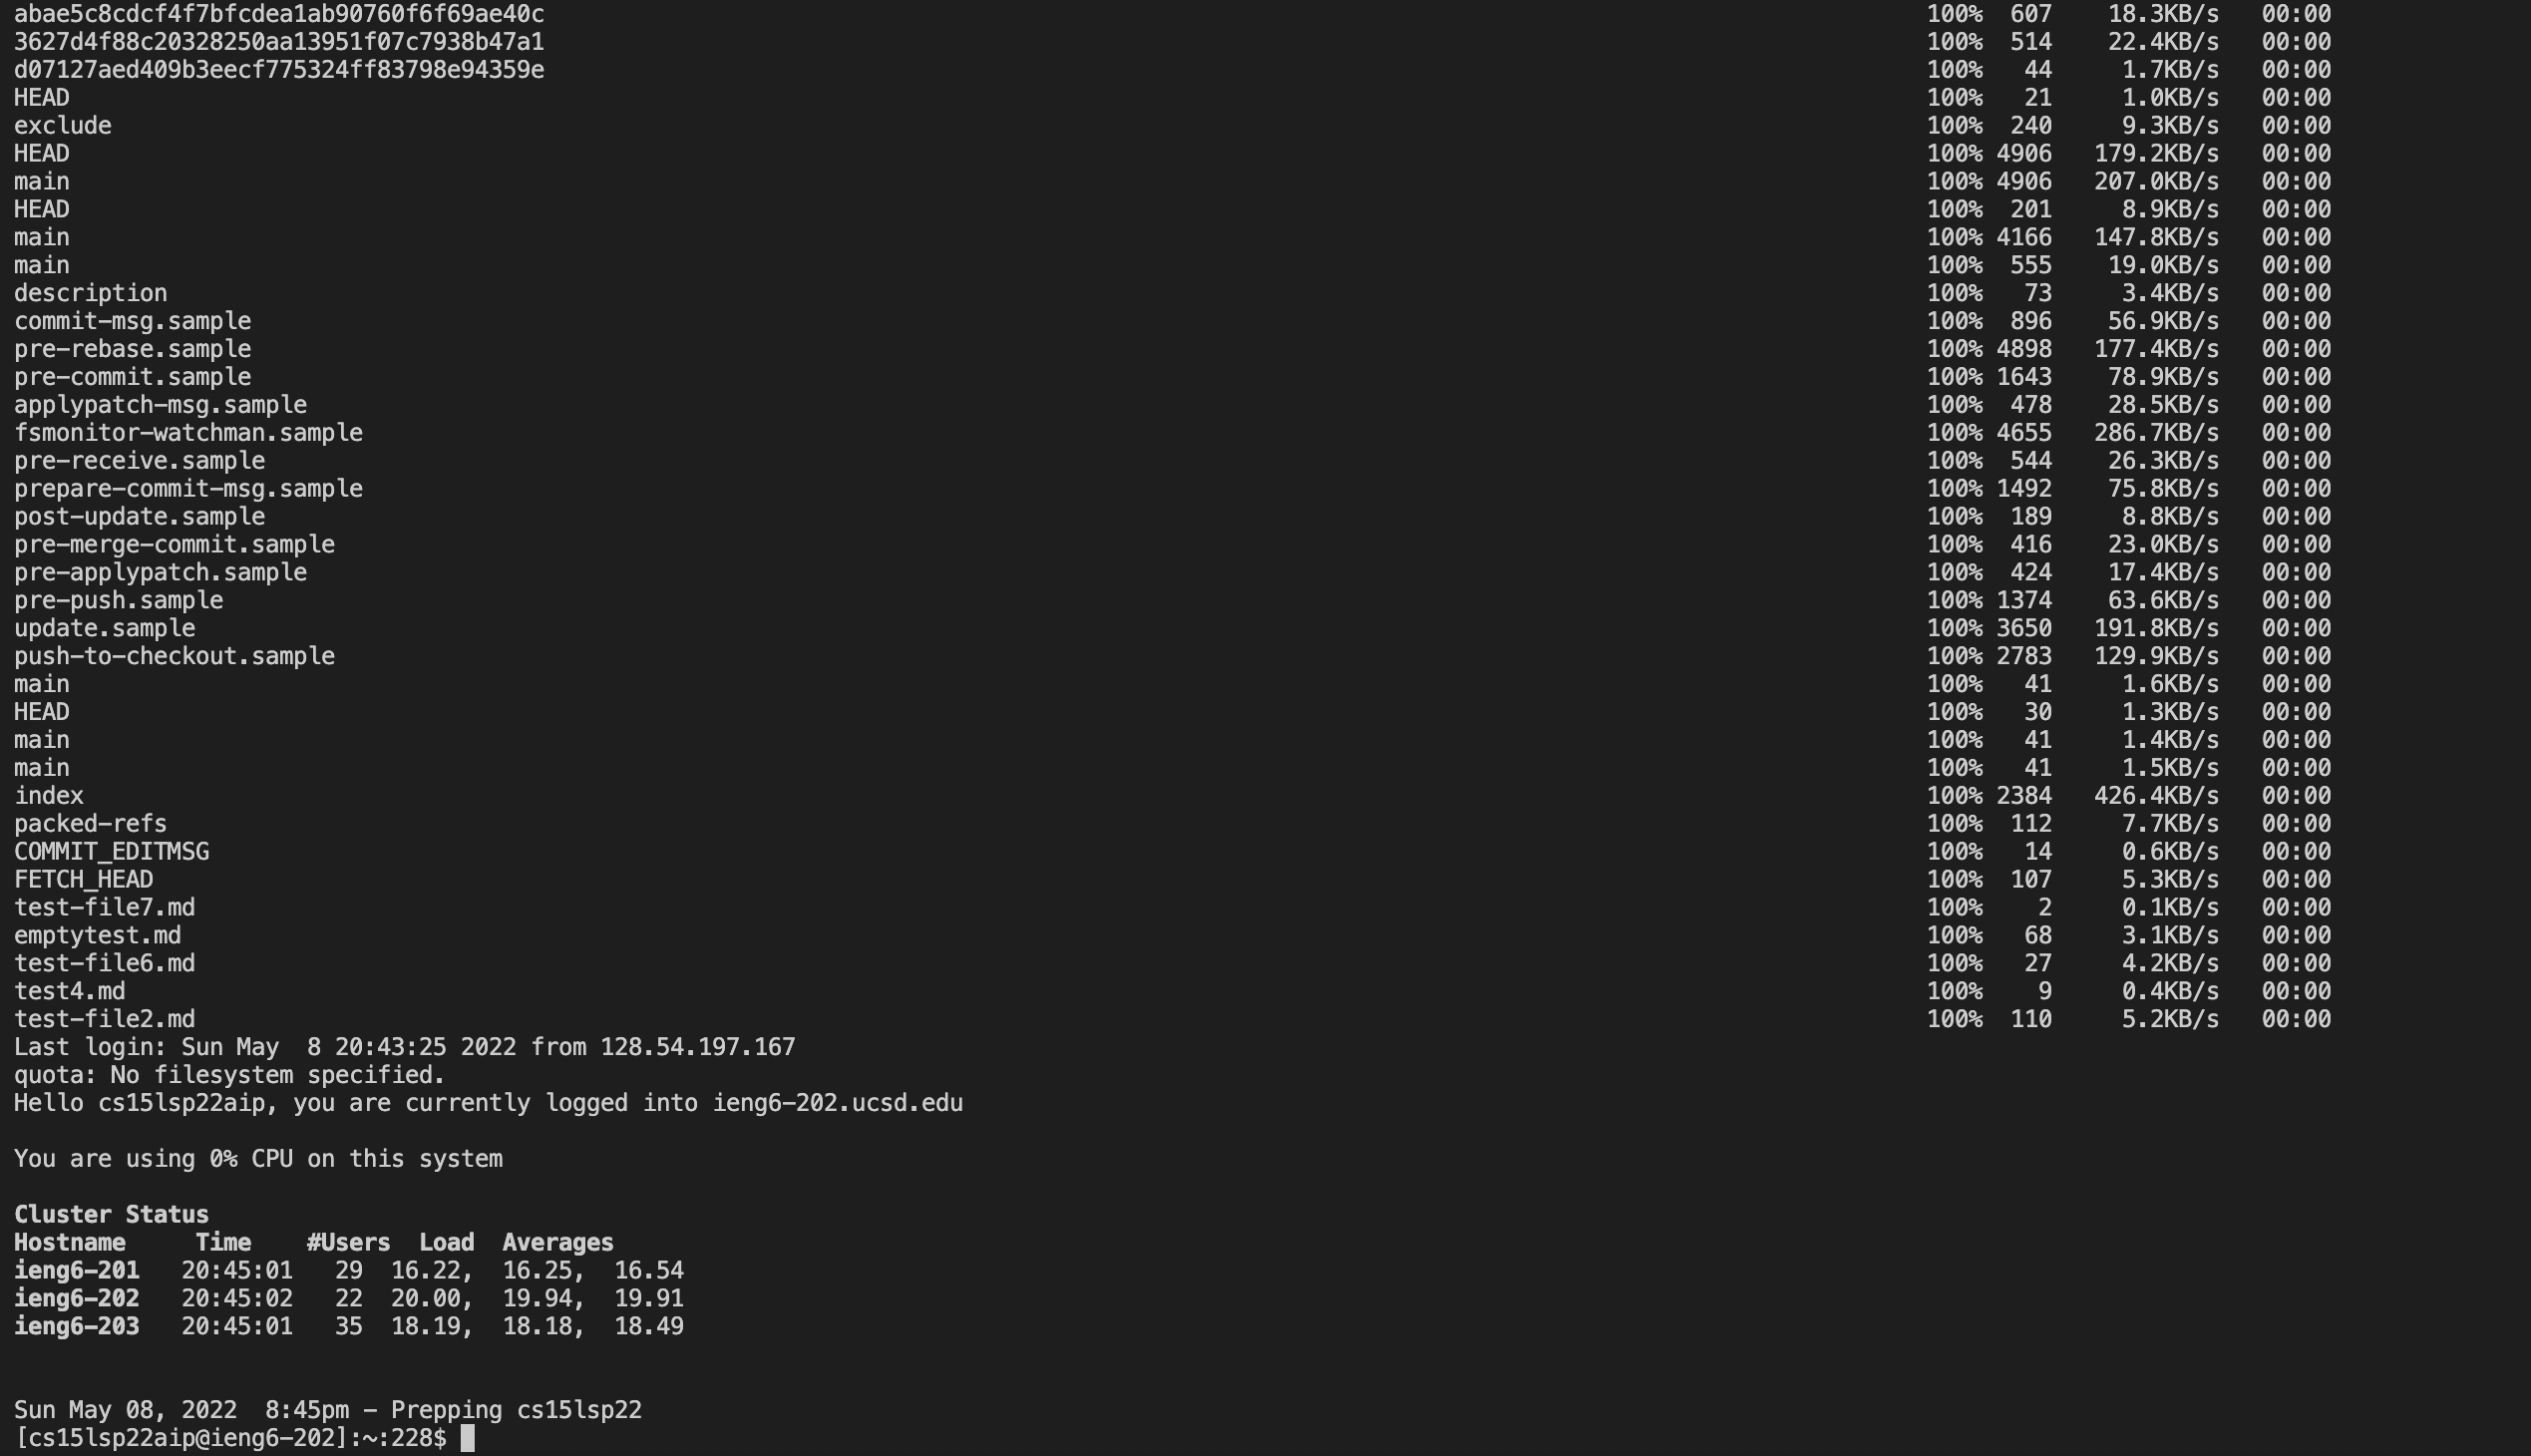 abae5c8cdcf4f7bfcdea1ab90760f6f69ae40c 100% 607 18.3KB/s 00:00
3627d4f88c20328250aa13951f07c7938b47a1 100% 514 22.4KB/s 00:00
d07127aed409b3eecf775324ff83798e94359e 100% 44 1.7KB/s 00:00
HEAD 100% 21 1.0KB/s 00:00
exclude 100% 240 9.3KB/s 00:00
HEAD 100% 4906 179.2KB/s 00:00
main 100% 4906 207.0KB/s 00:00
HEAD 100% 201 8.9KB/s 00:00
main 100% 4166 147.8KB/s 00:00
main 100% 555 19.0KB/s 00:00
description 100% 73 3.4KB/s 00:00
commit-msg.sample 100% 896 56.9KB/s 00:00
pre-rebase.sample 100% 4898 177.4KB/s 00:00
pre-commit.sample 100% 1643 78.9KB/s 00:00
applypatch-msg.sample 100% 478 28.5KB/s 00:00
fsmonitor-watchman.sample 100% 4655 286.7KB/s 00:00
pre-receive.sample 100% 544 26.3KB/s 00:00
prepare-commit-msg.sample 100% 1492 75.8KB/s 00:00
post-update.sample 100% 189 8.8KB/s 00:00
pre-merge-commit.sample 100% 416 23.0KB/s 00:00
pre-applypatch.sample 100% 424 17.4KB/s 00:00
pre-push.sample 100% 1374 63.6KB/s 00:00
update.sample 100% 3650 191.8KB/s 00:00
push-to-checkout.sample 100% 2783 129.9KB/s 00:00
main 100% 41 1.6KB/s 00:00
HEAD 100% 30 1.3KB/s 00:00
main 100% 41 1.4KB/s 00:00
main 100% 41 1.5KB/s 00:00
index 100% 2384 426.4KB/s 00:00
packed-refs 100% 112 7.7KB/s 00:00
COMMIT_EDITMSG 100% 14 0.6KB/s 00:00
FETCH_HEAD 100% 107 5.3KB/s 00:00
test-file7.md 100% 2 0.1KB/s 00:00
emptytest.md 100% 68 3.1KB/s 00:00
test-file6.md 100% 27 4.2KB/s 00:00
test4.md 100% 9 0.4KB/s 00:00
test-file2.md 100% 110 5.2KB/s 00:00
Last login: Sun May  8 20:43:25 2022 from 128.54.197.167
quota: No filesystem specified.
Hello cs15lsp22aip, you are currently logged into ieng6-202.ucsd.edu
You are using 0% CPU on this system
Cluster Status
Hostname Time #Users Load Averages
ieng6-201 20:45:01 29 16.22, 16.25, 16.54
ieng6-202 20:45:02 22 20.00, 19.94, 19.91
ieng6-203 20:45:01 35 18.19, 18.18, 18.49
Sun May 08, 2022  8:45pm - Prepping cs15lsp22
[cs15lsp22aip@ieng6-202]:~:228$